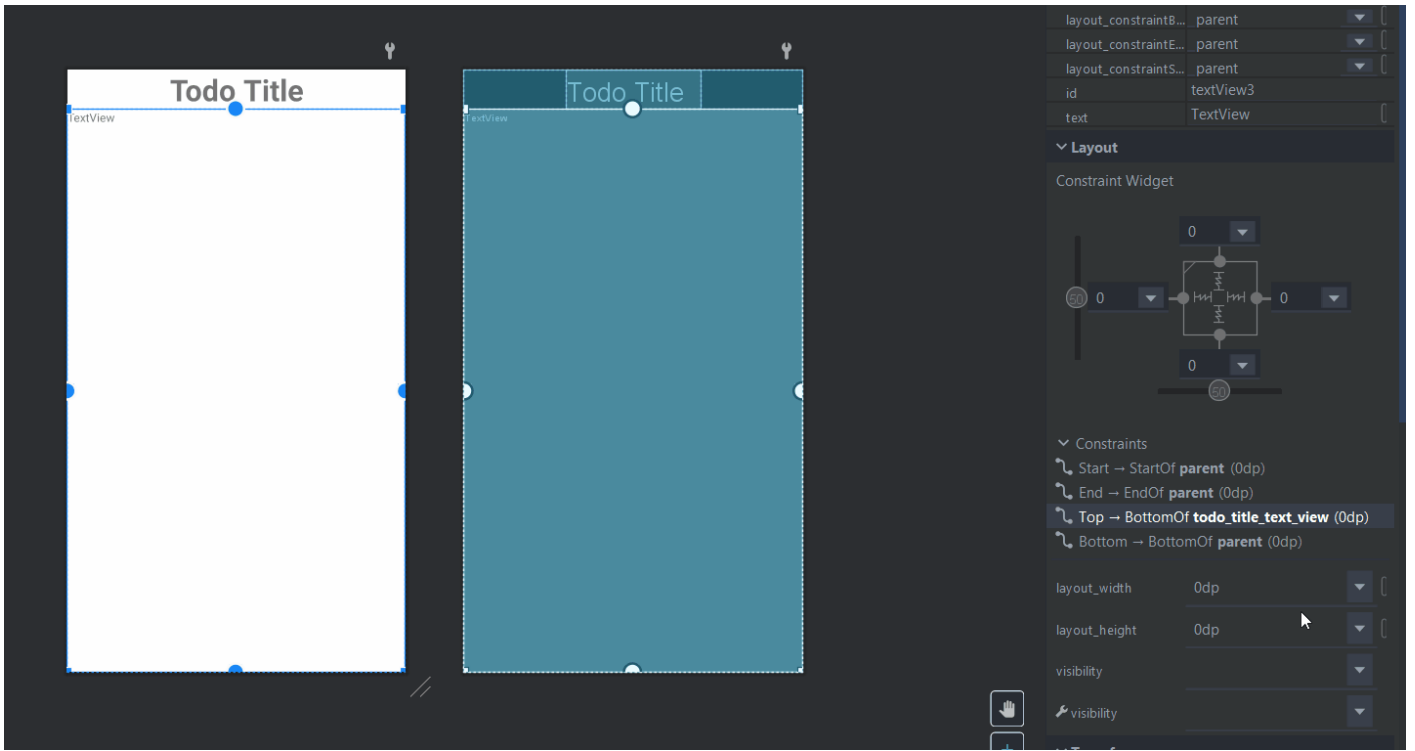 layout_constraintB... parent
layout_constraintE... parent
layout_constraintS... parent
id textView3
text TextView
Layout
Constraint Widget
0
50 0 0
0
50
Constraints
Start → StartOf parent (0dp)
End → EndOf parent (0dp)
Top → BottomOf todo_title_text_view (0dp)
Bottom → BottomOf parent (0dp)
layout_width 0dp
layout_height 0dp
visibility
visibility
Todo Title
TextView
Todo Title
TextView